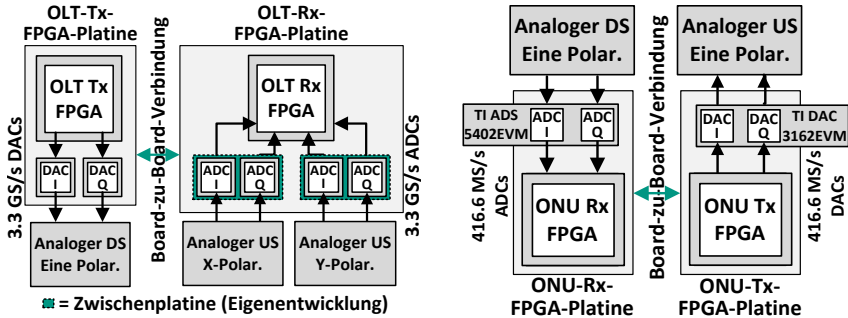 OLT-Tx-
FPGA-Platine
OLT Tx
FPGA
DAC
I
DAC
Q
3.3 GS/s DACs
Analoger DS
Eine Polar.
Board-zu-Board-Verbindung
OLT-Rx-
FPGA-Platine
OLT Rx
FPGA
ADC
I
ADC
Q
ADC
I
ADC
Q
3.3 GS/s ADCs
Analoger US
X-Polar.
Analoger US
Y-Polar.
= Zwischenplatine (Eigenentwicklung)
Analoger DS
Eine Polar.
TI ADS
5402EVM
ADC
I
ADC
Q
416.6 MS/s
ADCs
ONU Rx
FPGA
ONU-Rx-
FPGA-Platine
Board-zu-Board-Verbindung
Analoger US
Eine Polar.
DAC
I
DAC
Q
TI DAC
3162EVM
416.6 MS/s
DACs
ONU Tx
FPGA
ONU-Tx-
FPGA-Platine